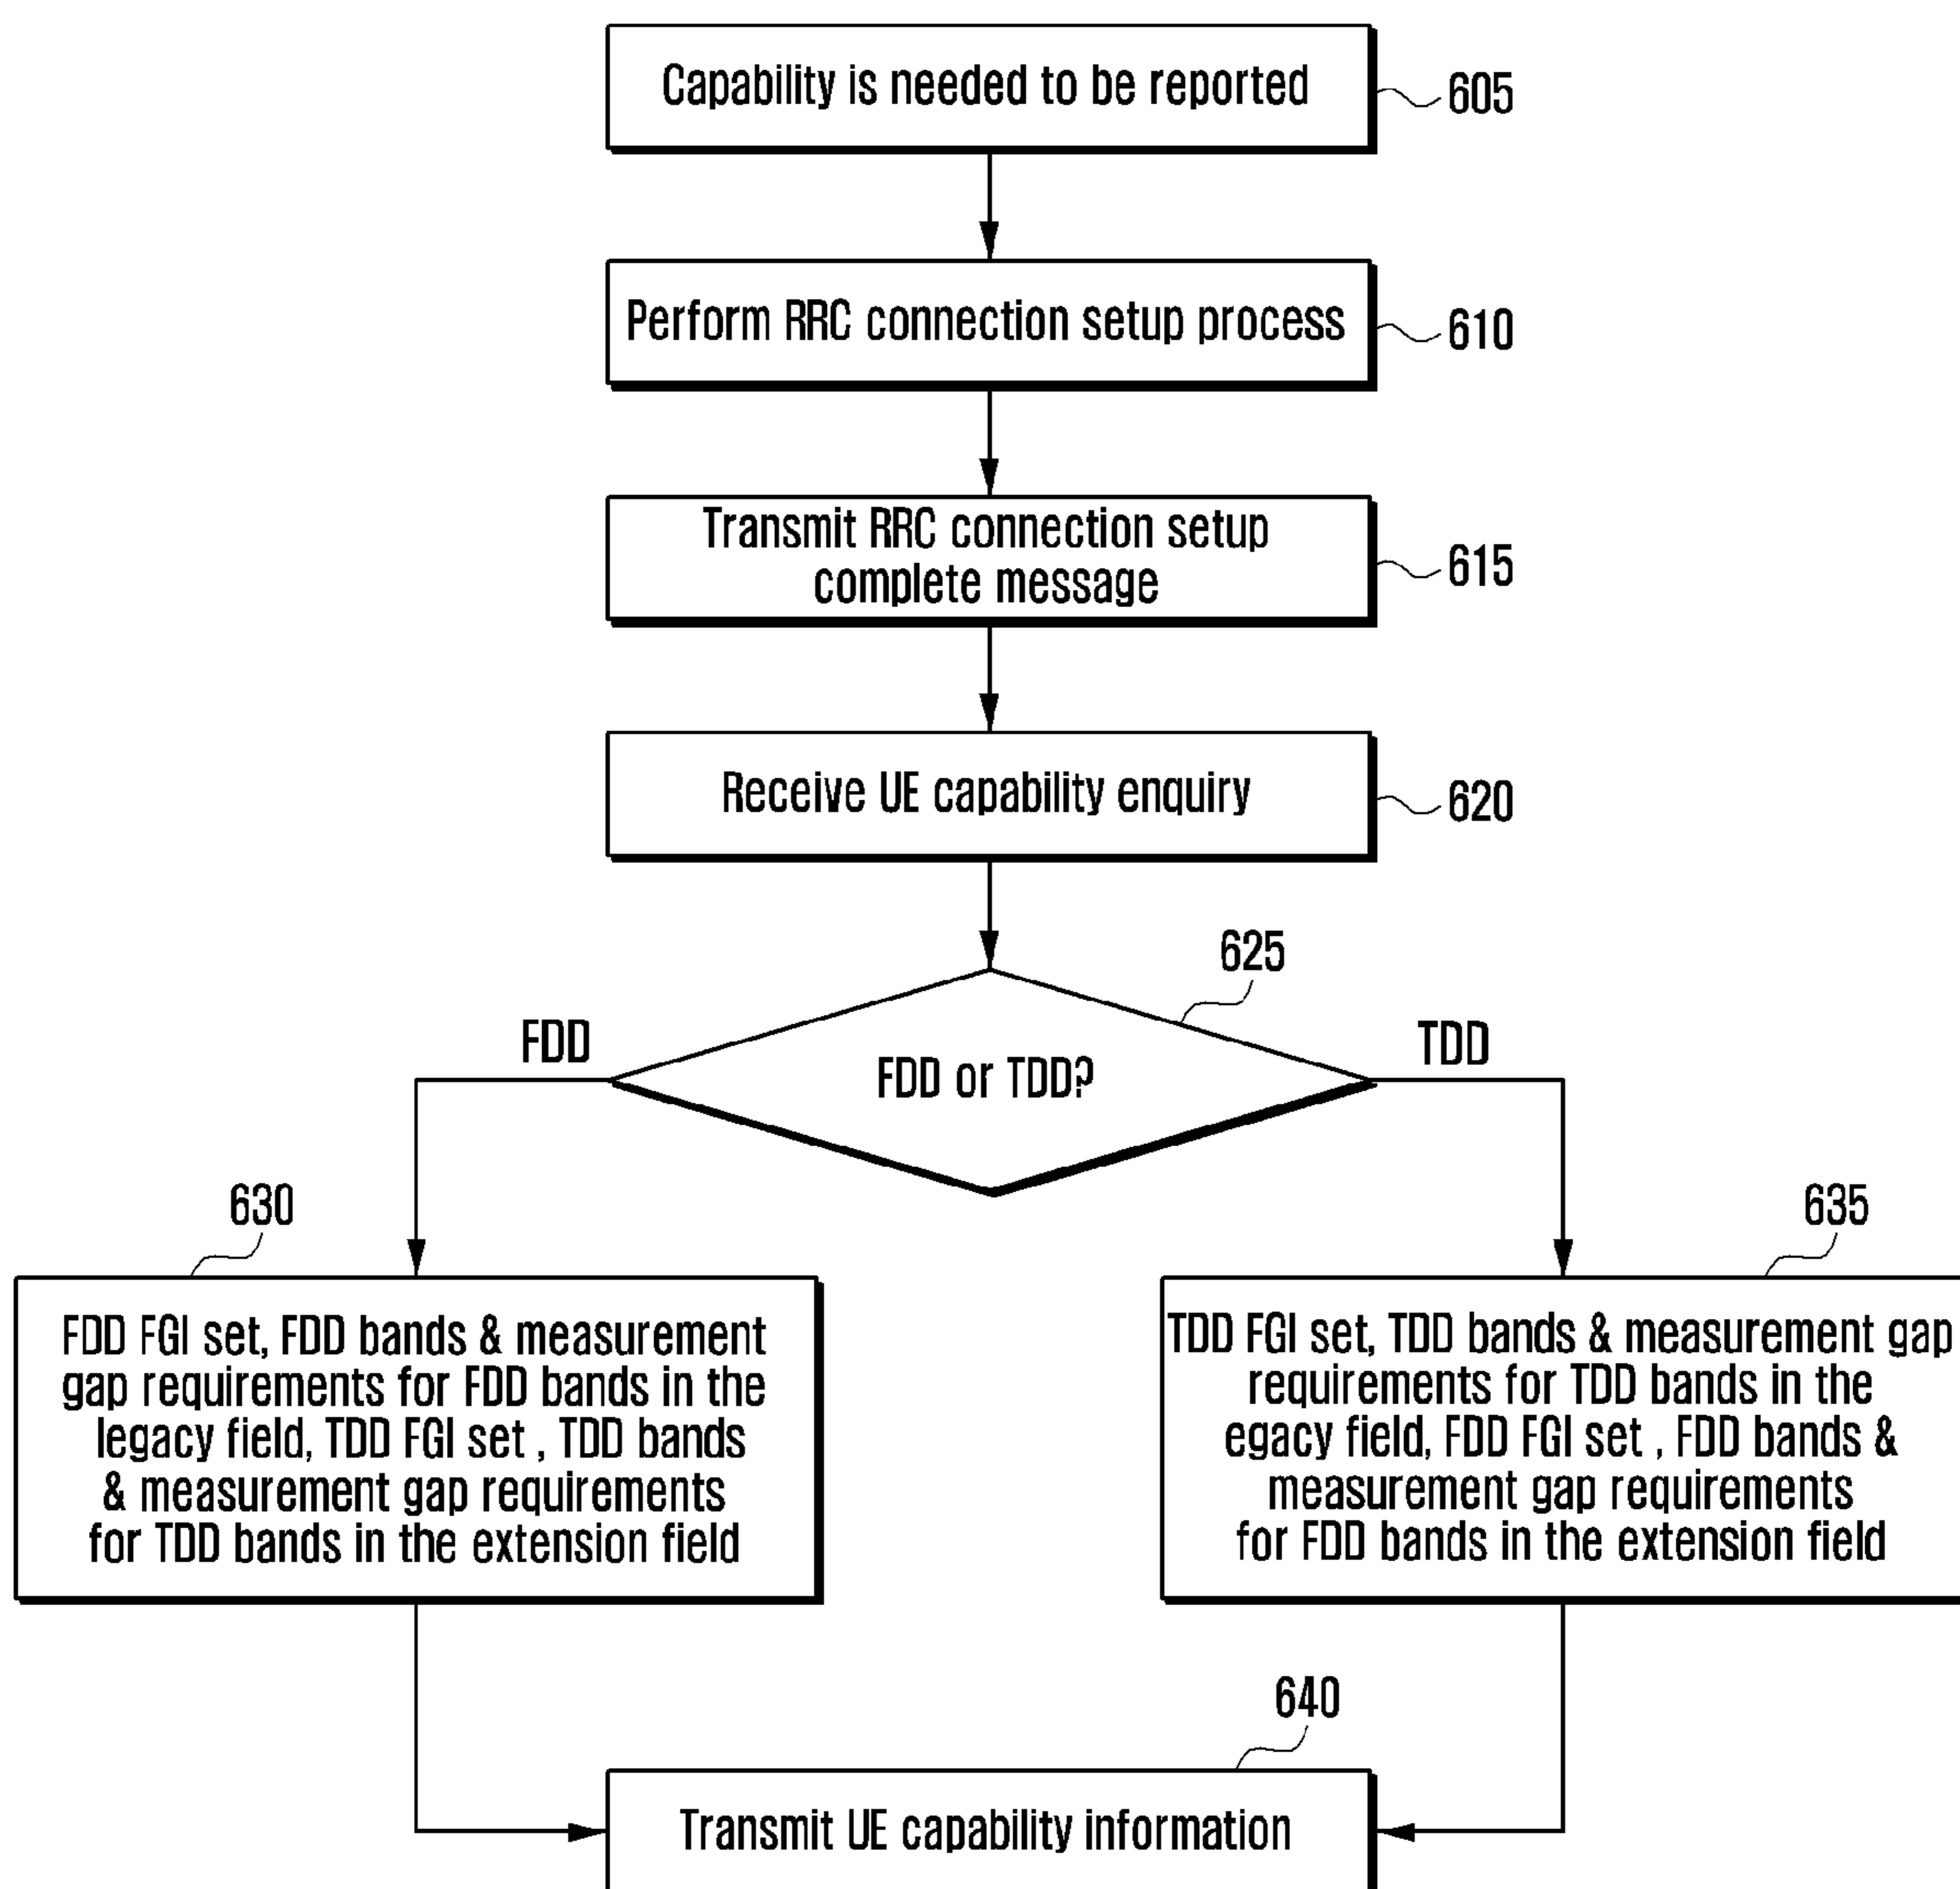 Capability is needed to be reported
605
Perform RRC connection setup process
610
Transmit RRC connection setup
complete message
615
Receive UE capability enquiry
620
625
FDD
FDD or TDD?
TDD
630
FDD FGI set, FDD bands & measurement
gap requirements for FDD bands in the
legacy field, TDD FGI set , TDD bands
& measurement gap requirements
for TDD bands in the extension field
635
TDD FGI set, TDD bands & measurement gap
requirements for TDD bands in the
egacy field, FDD FGI set , FDD bands &
measurement gap requirements
for FDD bands in the extension field
640
Transmit UE capability information